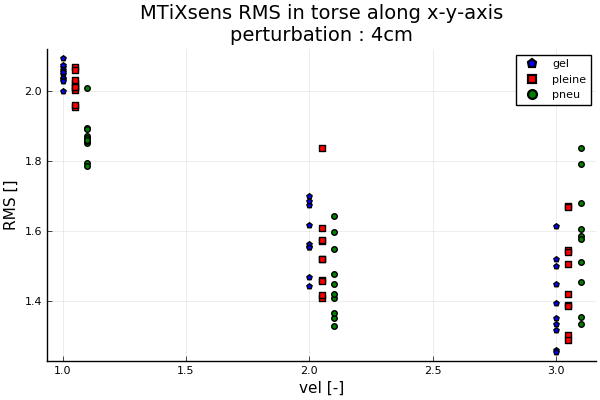 MTiXsens RMS in torse along x-y-axis
perturbation : 4cm
gel
pleine
pneu
2.0
1.8
1.6
1.4
RMS []
1.0
1.5
2.0
2.5
3.0
vel [-]